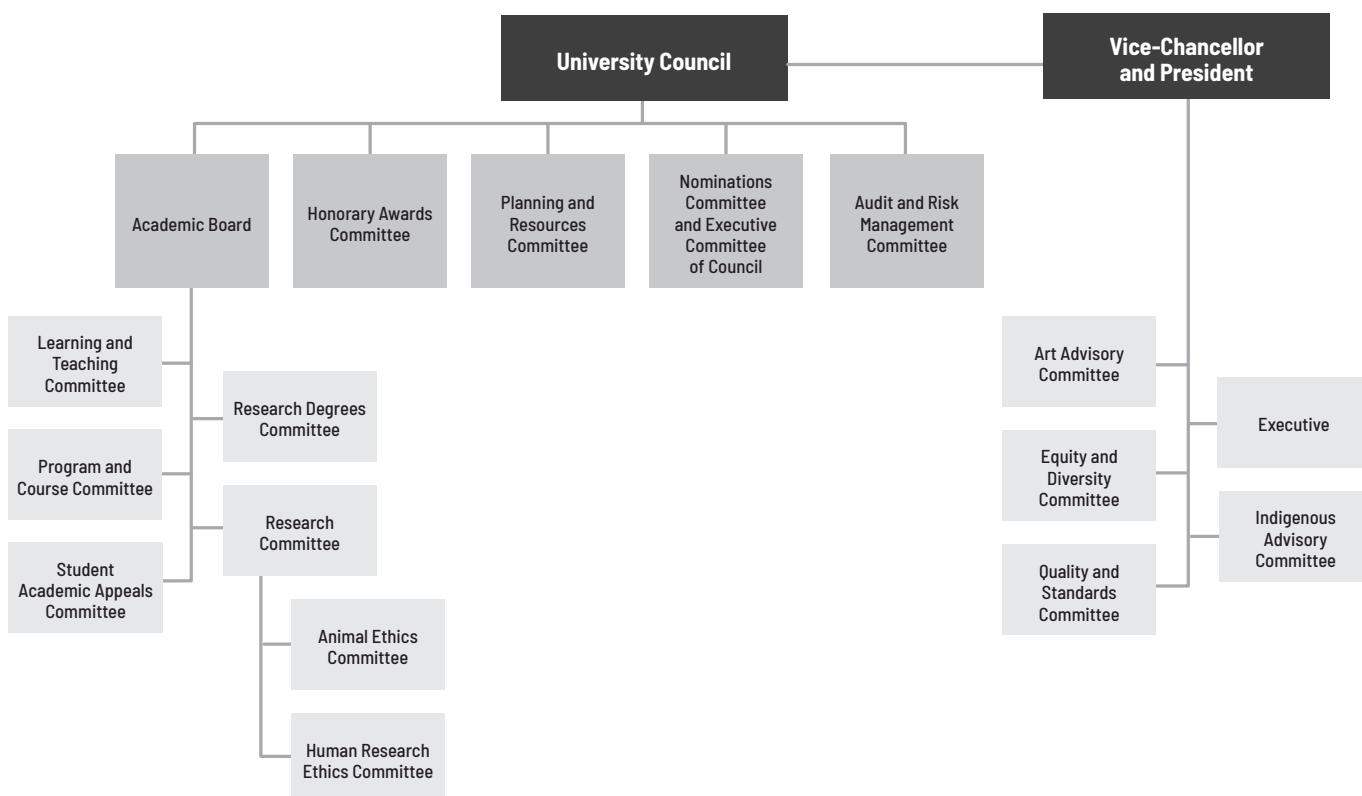 University Council
Vice-Chancellor
and President
Academic Board
Honorary Awards
Committee
Planning and
Resources
Committee
Nominations
Committee
and Executive
Committee
of Council
Audit and Risk
Management
Committee
Learning and
Teaching
Committee
Research Degrees
Committee
Program and
Course Committee
Research
Committee
Student
Academic Appeals
Committee
Animal Ethics
Committee
Human Research
Ethics Committee
Art Advisory
Committee
Executive
Equity and
Diversity
Committee
Indigenous
Advisory
Committee
Quality and
Standards
Committee